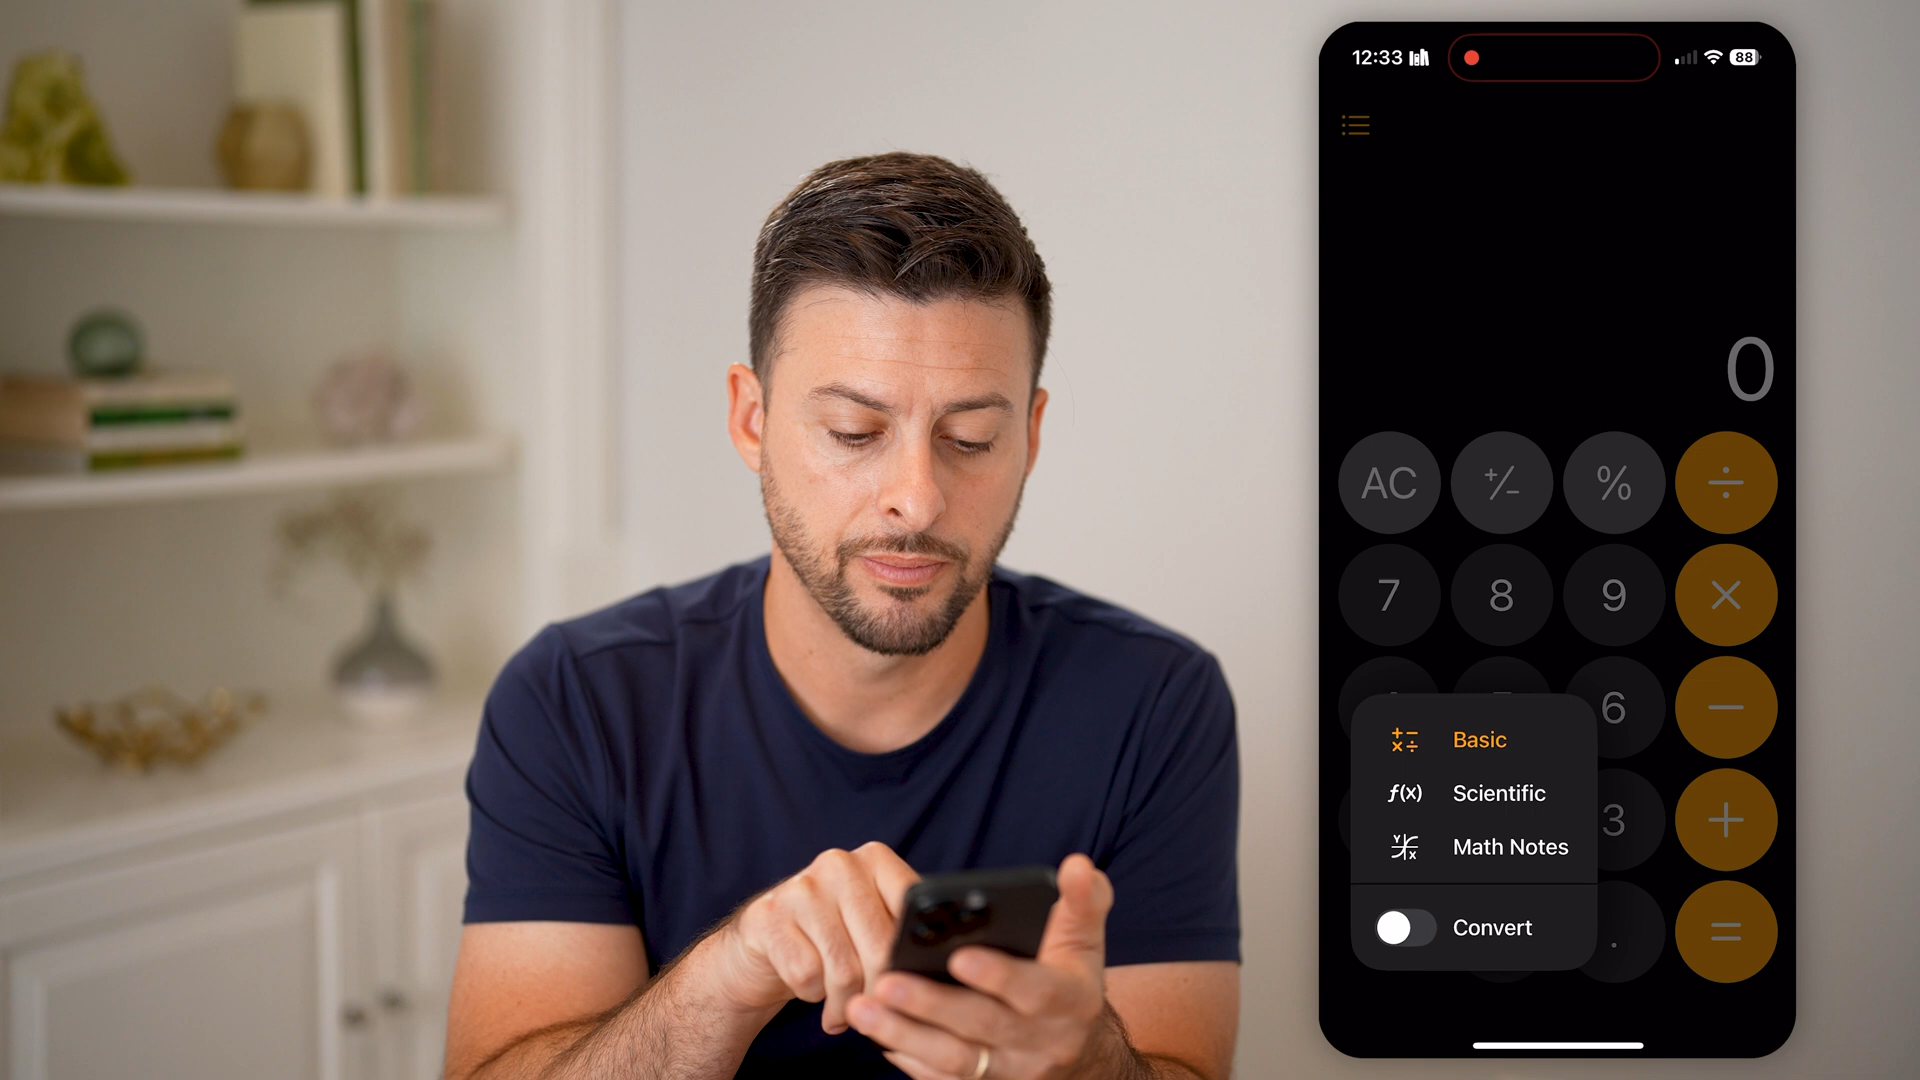 12:33
88
0
AC +/- % ÷
7 8 9 ×
6 −
+- ×÷ Basic
f(x) Scientific
3 +
y x Math Notes
Convert
. =